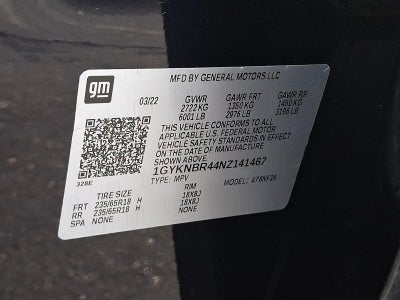 gm
MFD BY GENERAL MOTORS LLC
03/22 GVWR GAWR FRT GAWR RR
2722 KG 1350 KG 1450 KG
6001 LB 2976 LB 3196 LB
THIS VEHICLE CONFORMS TO ALL
APPLICABLE U.S. FEDERAL MOTOR
VEHICLE SAFETY STANDARDS IN EFFECT
ON THE DATE OF MANUFACTURE
SHOWN ABOVE.
1GYKNBR44NZ141467
328E TYPE: MPV MODEL: 4?6NF26
TIRE SIZE RIM
FRT 235/65R18 H 18X8J
RR 235/65R18 H 18X8J
SPA NONE NONE